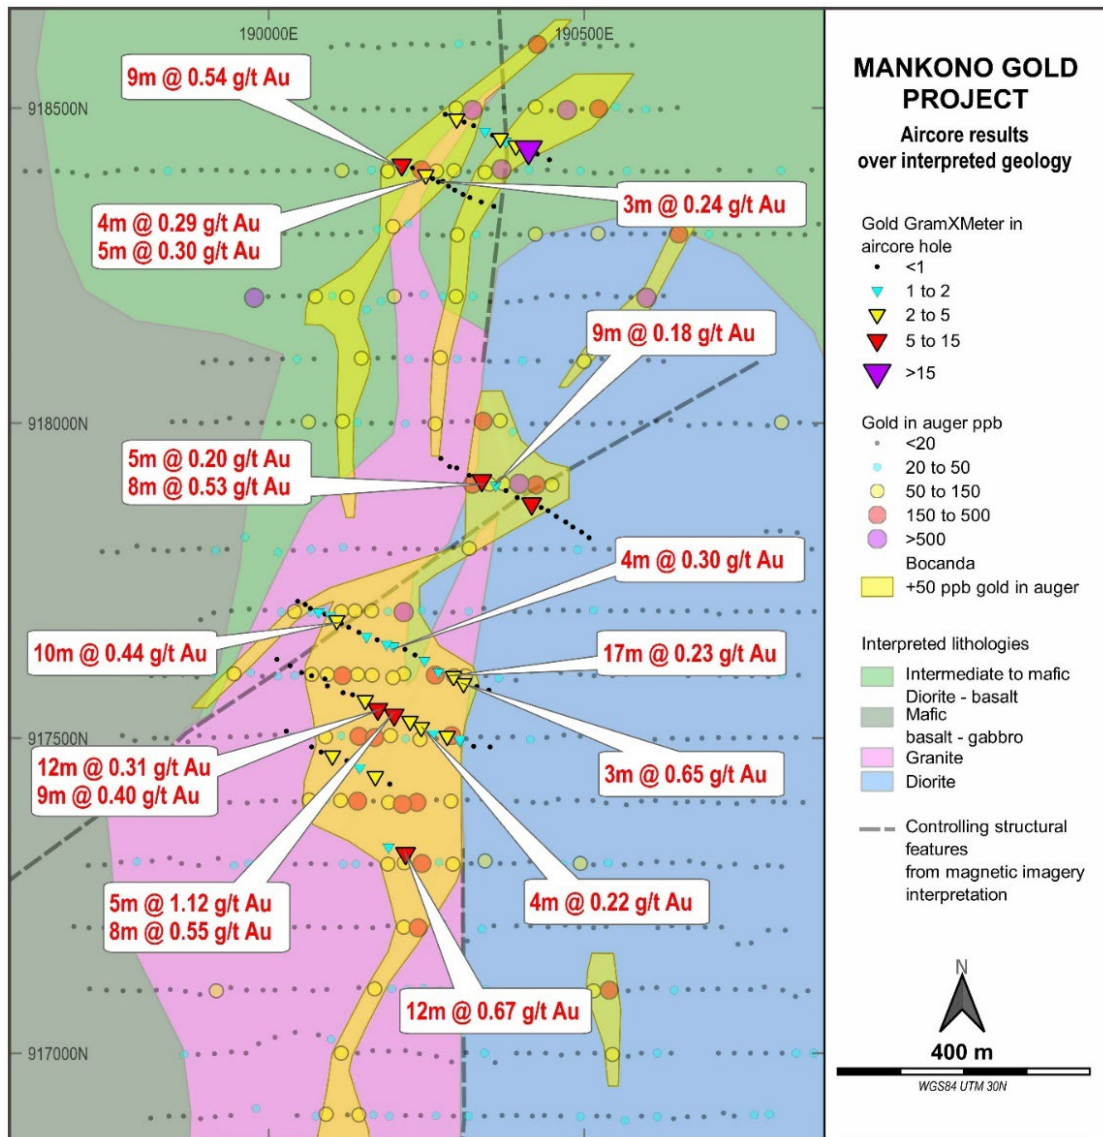 190000E
190500E
918500N
918000N
917500N
917000N
9m @ 0.54 g/t Au
4m @ 0.29 g/t Au
5m @ 0.30 g/t Au
3m @ 0.24 g/t Au
9m @ 0.18 g/t Au
5m @ 0.20 g/t Au
8m @ 0.53 g/t Au
4m @ 0.30 g/t Au
10m @ 0.44 g/t Au
17m @ 0.23 g/t Au
12m @ 0.31 g/t Au
9m @ 0.40 g/t Au
3m @ 0.65 g/t Au
5m @ 1.12 g/t Au
8m @ 0.55 g/t Au
4m @ 0.22 g/t Au
12m @ 0.67 g/t Au
MANKONO GOLD
PROJECT
Aircore results
over interpreted geology
Gold GramXMeter in
aircore hole
<1
1 to 2
2 to 5
5 to 15
>15
Gold in auger ppb
<20
20 to 50
50 to 150
150 to 500
>500
Bocanda
+50 ppb gold in auger
Interpreted lithologies
Intermediate to mafic
Diorite - basalt
Mafic
basalt - gabbro
Granite
Diorite
Controlling structural
features
from magnetic imagery
interpretation
N
400 m
WGS84 UTM 30N